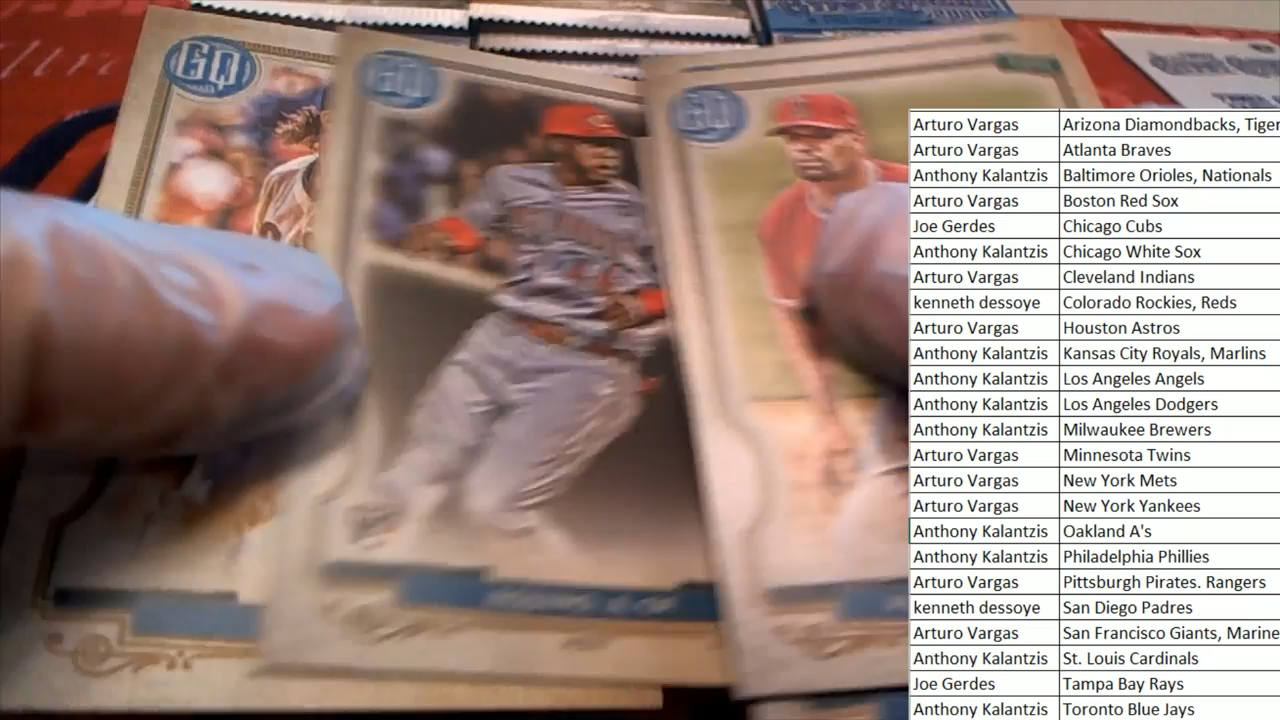 GQ
GQ
GQ
Arturo Vargas Arizona Diamondbacks, Tiger
Arturo Vargas Atlanta Braves
Anthony Kalantzis Baltimore Orioles, Nationals
Arturo Vargas Boston Red Sox
Joe Gerdes Chicago Cubs
Anthony Kalantzis Chicago White Sox
Arturo Vargas Cleveland Indians
kenneth dessoye Colorado Rockies, Reds
Arturo Vargas Houston Astros
Anthony Kalantzis Kansas City Royals, Marlins
Anthony Kalantzis Los Angeles Angels
Anthony Kalantzis Los Angeles Dodgers
Anthony Kalantzis Milwaukee Brewers
Arturo Vargas Minnesota Twins
Arturo Vargas New York Mets
Arturo Vargas New York Yankees
Anthony Kalantzis Oakland A's
Anthony Kalantzis Philadelphia Phillies
Arturo Vargas Pittsburgh Pirates. Rangers
kenneth dessoye San Diego Padres
Arturo Vargas San Francisco Giants, Marine
Anthony Kalantzis St. Louis Cardinals
Joe Gerdes Tampa Bay Rays
Anthony Kalantzis Toronto Blue Jays